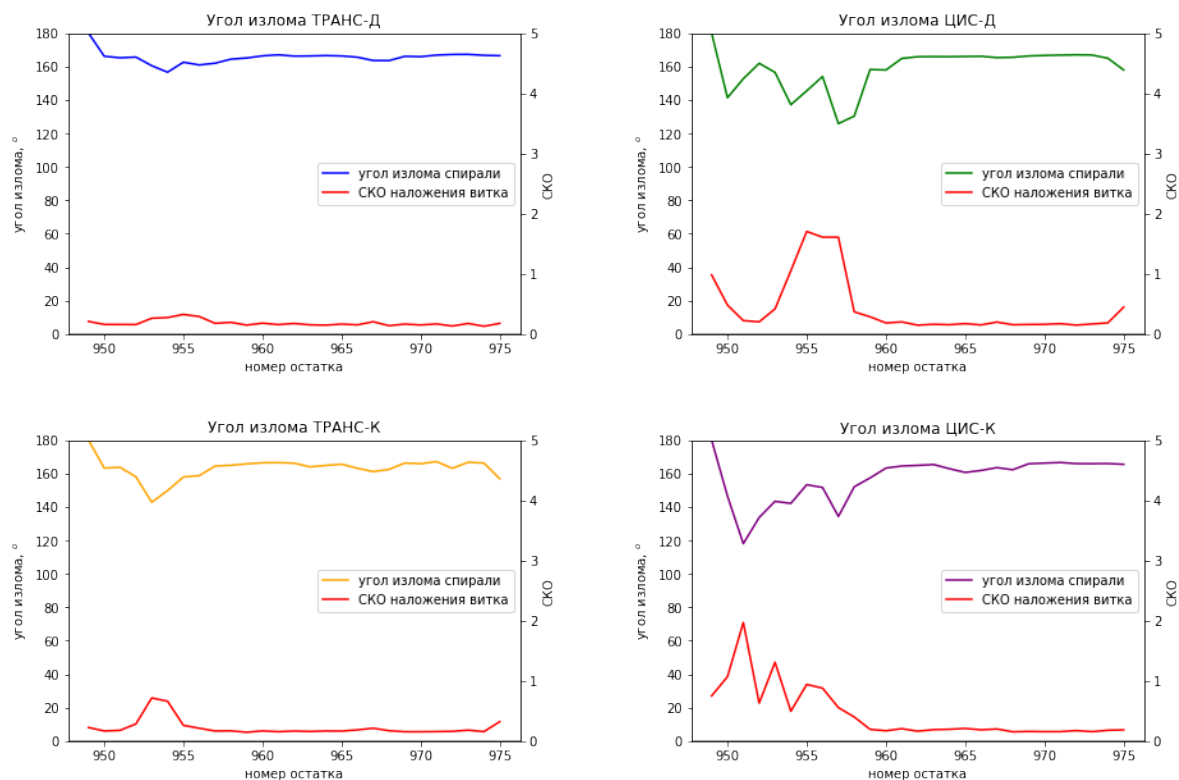 Угол излома ТРАНС-Д
180
160
140
120
100
80
60
40
20
0
угол излома, °
5
4
3
2
1
0
СКО
угол излома спирали
СКО наложения витка
950 955 960 965 970 975
номер остатка
Угол излома ЦИС-Д
180
160
140
120
100
80
60
40
20
0
угол излома, °
5
4
3
2
1
0
СКО
угол излома спирали
СКО наложения витка
950 955 960 965 970 975
номер остатка
Угол излома ТРАНС-К
180
160
140
120
100
80
60
40
20
0
угол излома, °
5
4
3
2
1
0
СКО
угол излома спирали
СКО наложения витка
950 955 960 965 970 975
номер остатка
Угол излома ЦИС-К
180
160
140
120
100
80
60
40
20
0
угол излома, °
5
4
3
2
1
0
СКО
угол излома спирали
СКО наложения витка
950 955 960 965 970 975
номер остатка